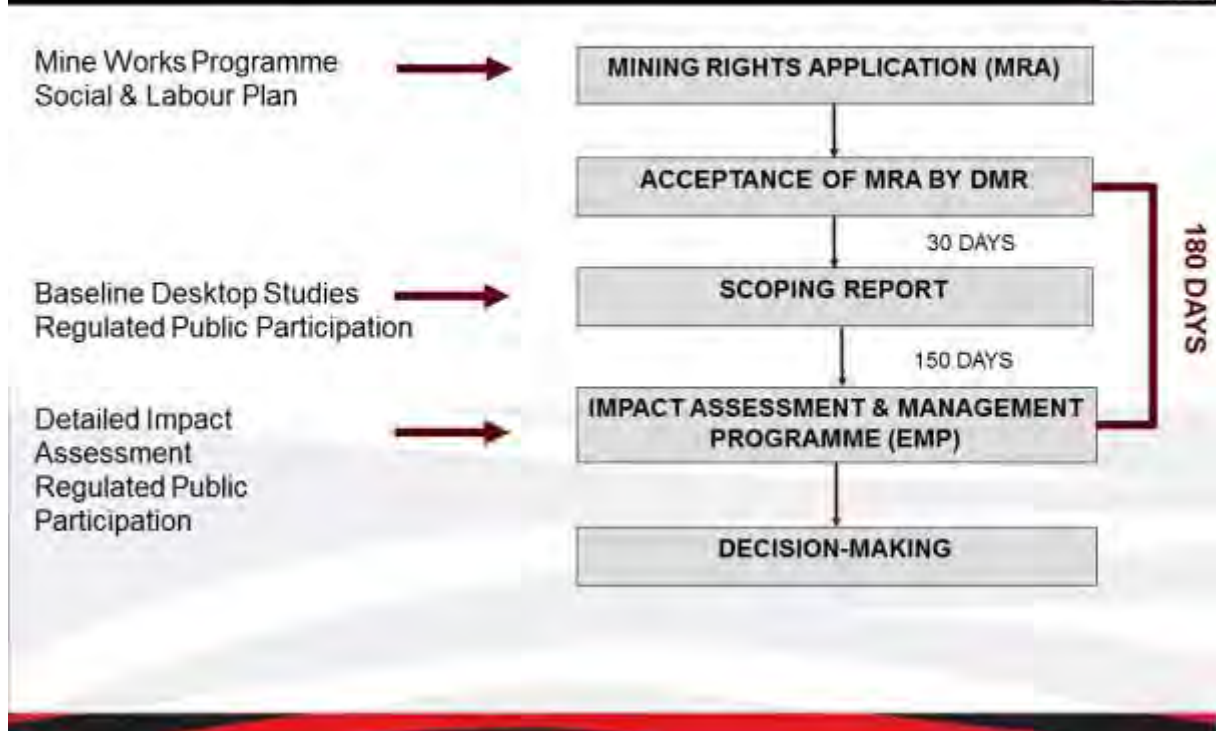 Mine Works Programme
Social & Labour Plan
MINING RIGHTS APPLICATION (MRA)
ACCEPTANCE OF MRA BY DMR
30 DAYS
Baseline Desktop Studies
Regulated Public Participation
SCOPING REPORT
150 DAYS
180 DAYS
Detailed Impact
Assessment
Regulated Public
Participation
IMPACT ASSESSMENT & MANAGEMENT
PROGRAMME (EMP)
DECISION-MAKING